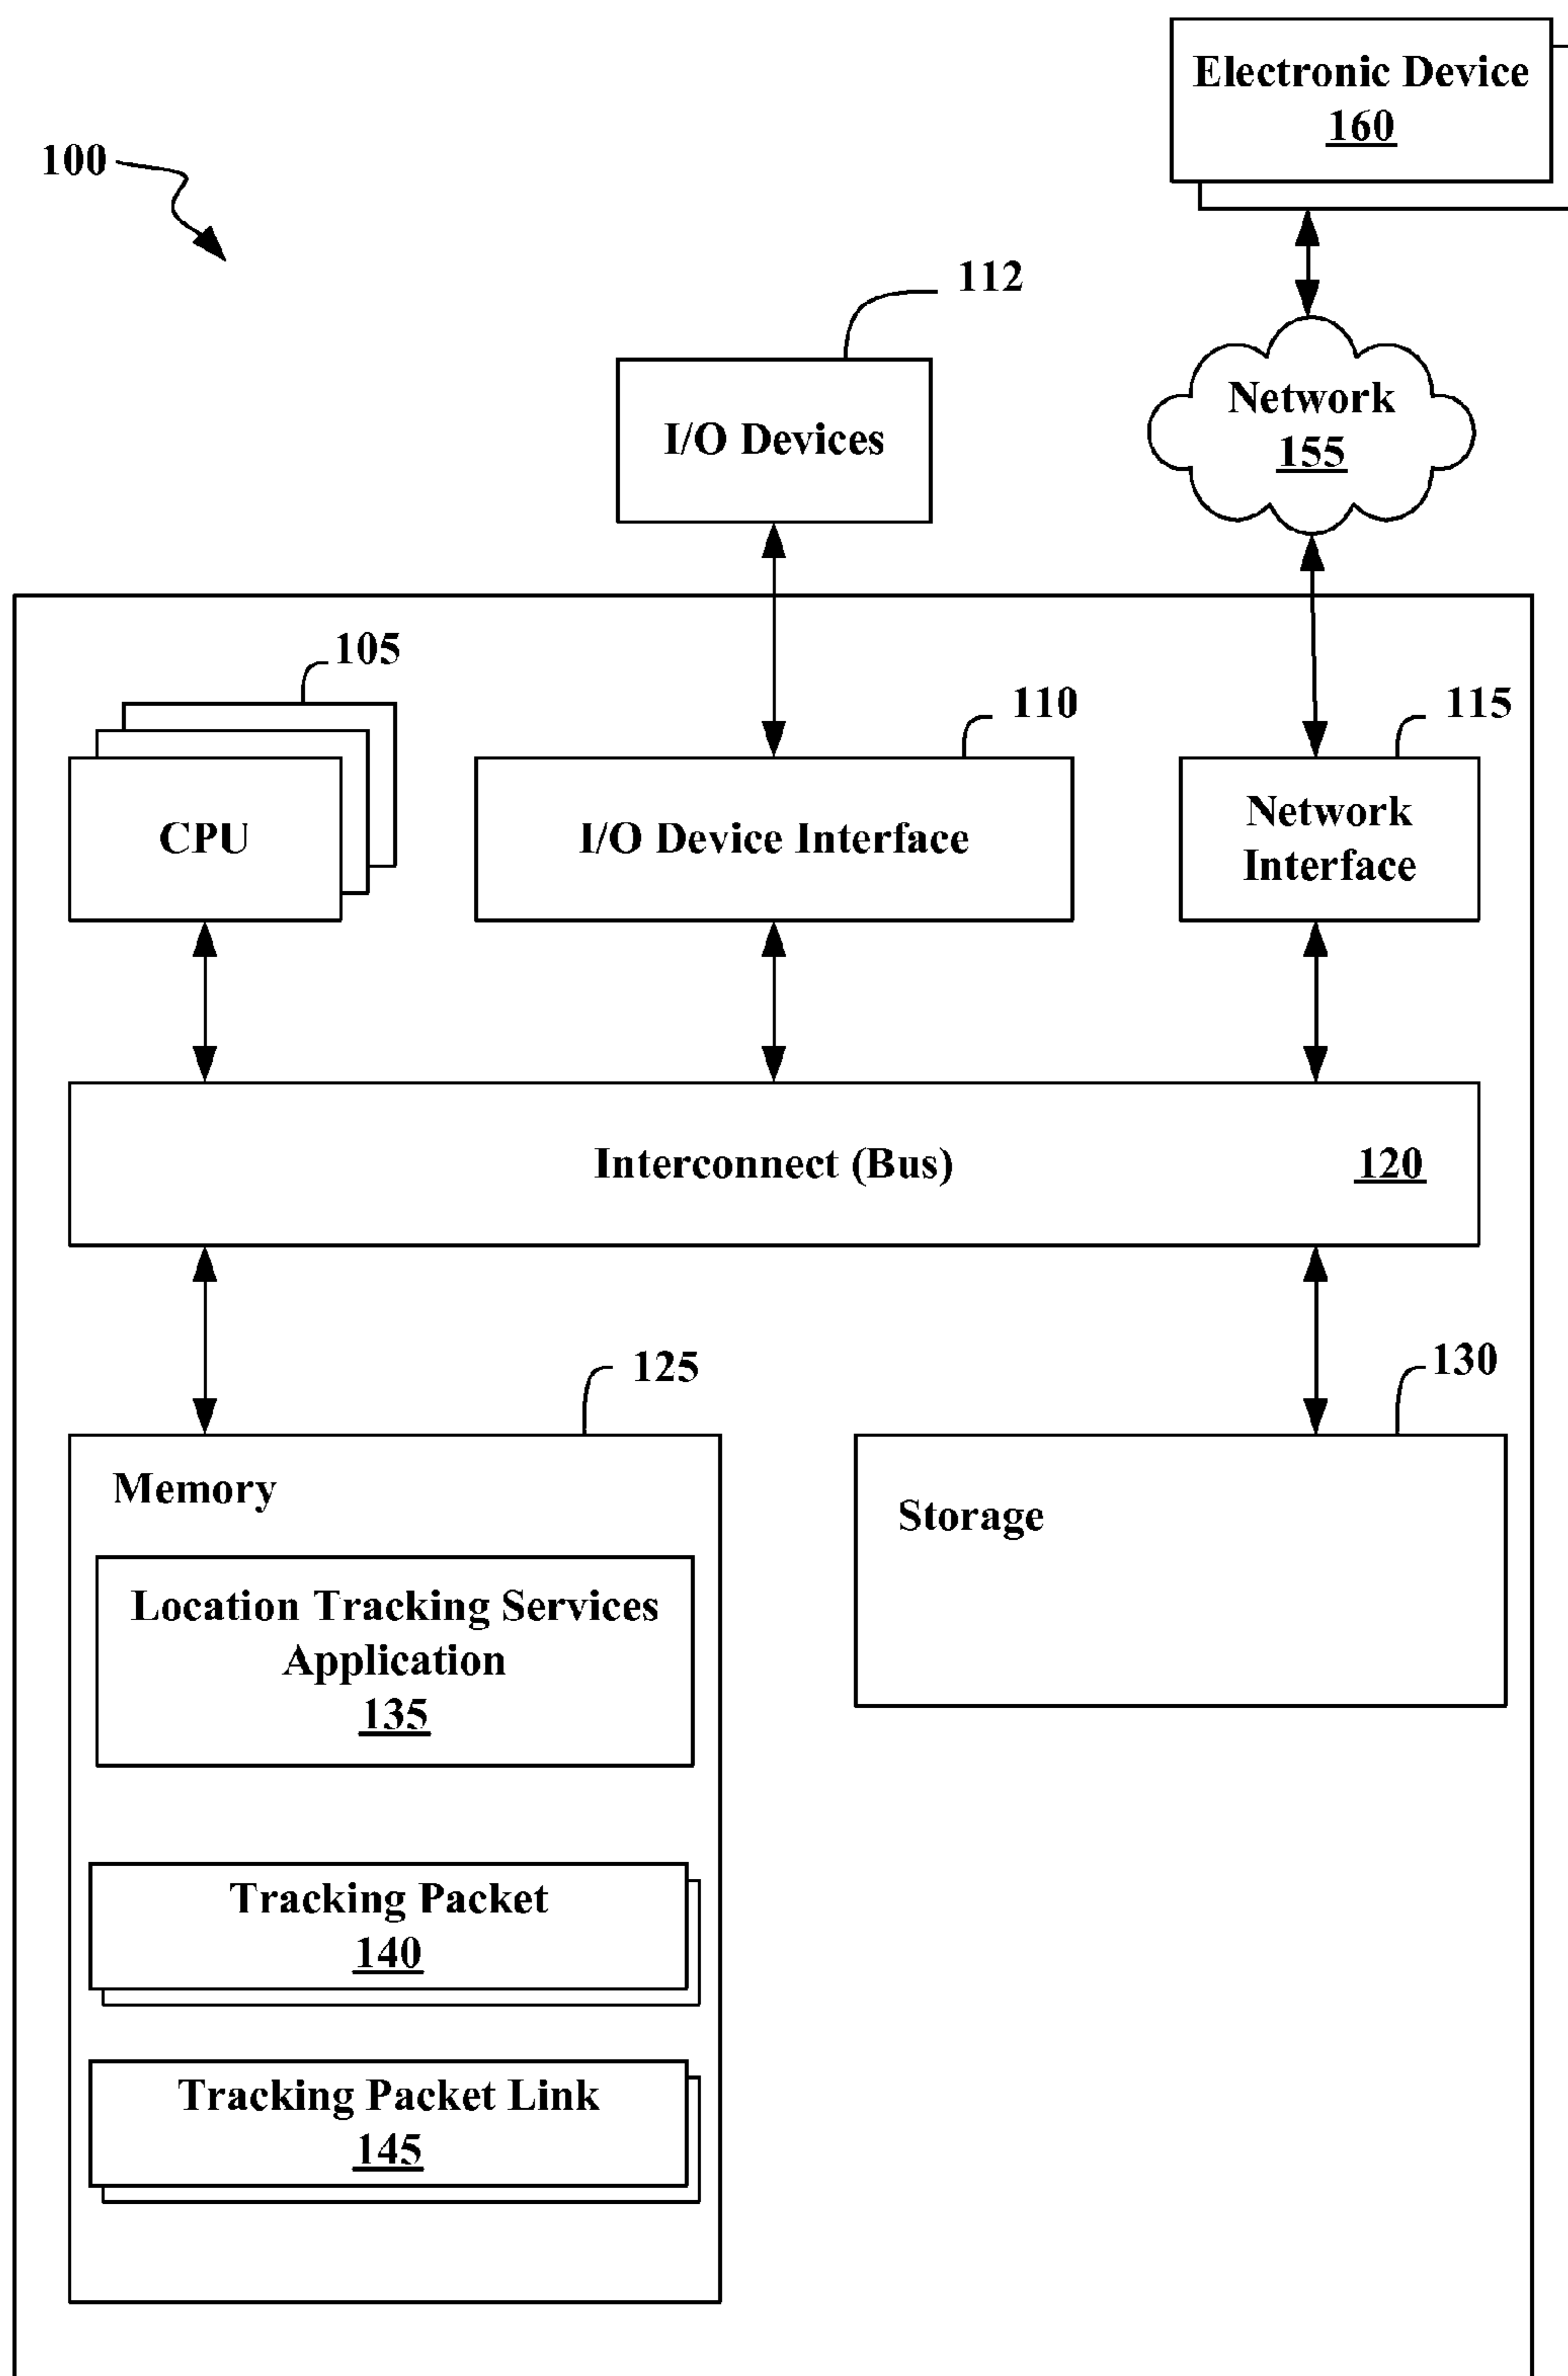 Electronic Device
160
100
112
I/O Devices
Network
155
105
110
115
CPU
I/O Device Interface
Network
Interface
Interconnect (Bus)
120
125
130
Memory
Storage
Location Tracking Services
Application
135
Tracking Packet
140
Tracking Packet Link
145